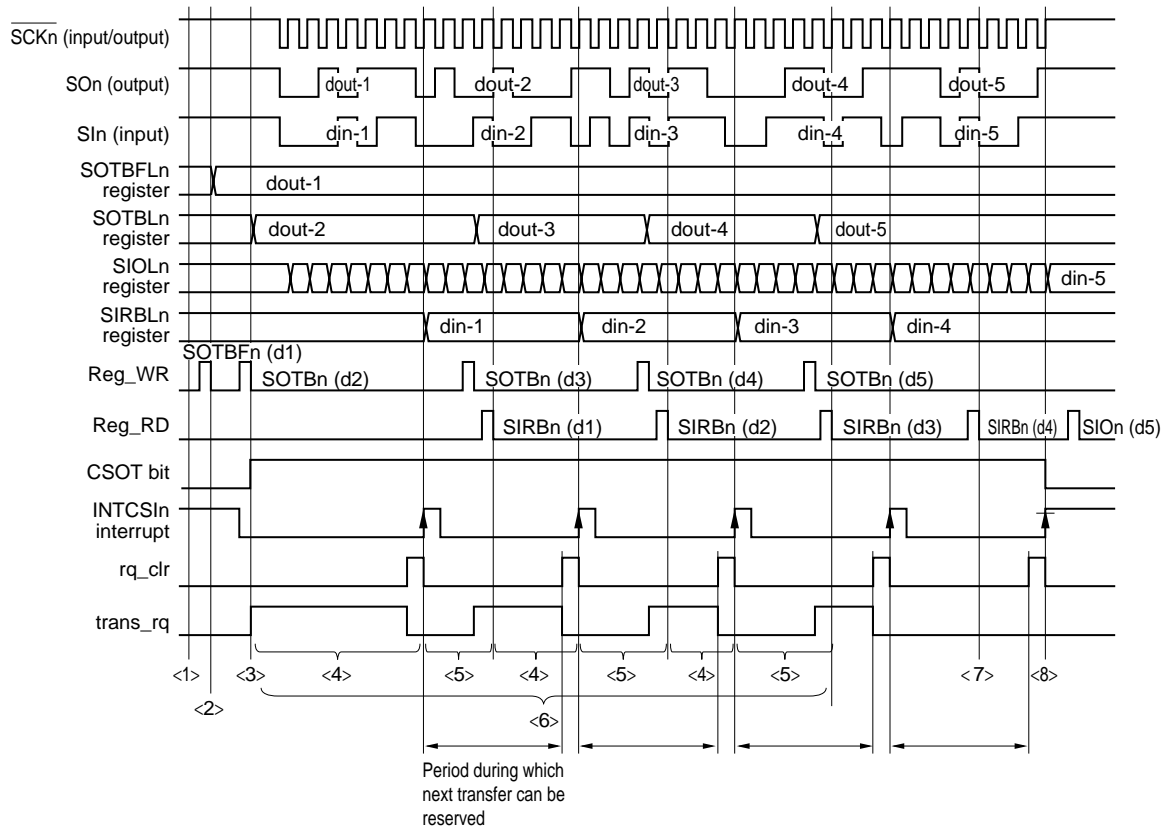 SCKn (input/output)
SOn (output)
dout-1 dout-2 dout-3 dout-4 dout-5
SIn (input)
din-1 din-2 din-3 din-4 din-5
SOTBFLn
register
dout-1
SOTBLn
register
dout-2 dout-3 dout-4 dout-5
SIOLn
register
din-5
SIRBLn
register
din-1 din-2 din-3 din-4
SOTBFn (d1)
Reg_WR
SOTBn (d2) SOTBn (d3) SOTBn (d4) SOTBn (d5)
Reg_RD
SIRBn (d1) SIRBn (d2) SIRBn (d3) SIRBn (d4) SIOn (d5)
CSOT bit
INTCSIn
interrupt
rq_clr
trans_rq
<1> <3> <4> <5> <4> <5> <4> <5> <7> <8>
<2>
<6>
Period during which
next transfer can be
reserved